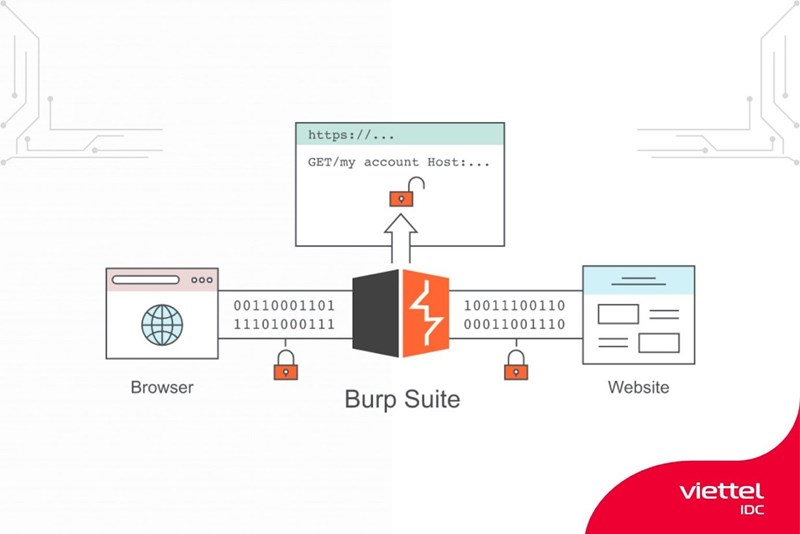 https://...
GET/my account Host:...
00110001101
11101000111
10011100110
00011001110
Browser
Burp Suite
Website
viettel
IDC